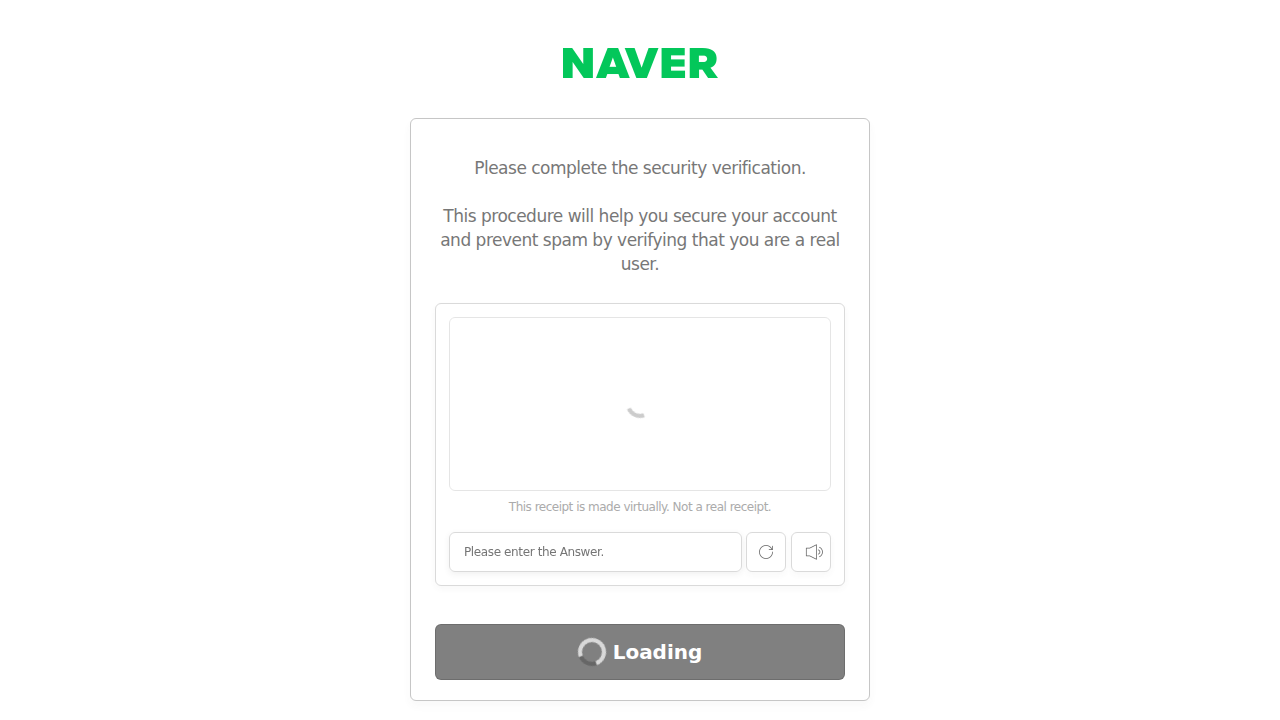 NAVER
Please complete the security verification.
This procedure will help you secure your account
and prevent spam by verifying that you are a real
user.
This receipt is made virtually. Not a real receipt.
Please enter the Answer.
Loading